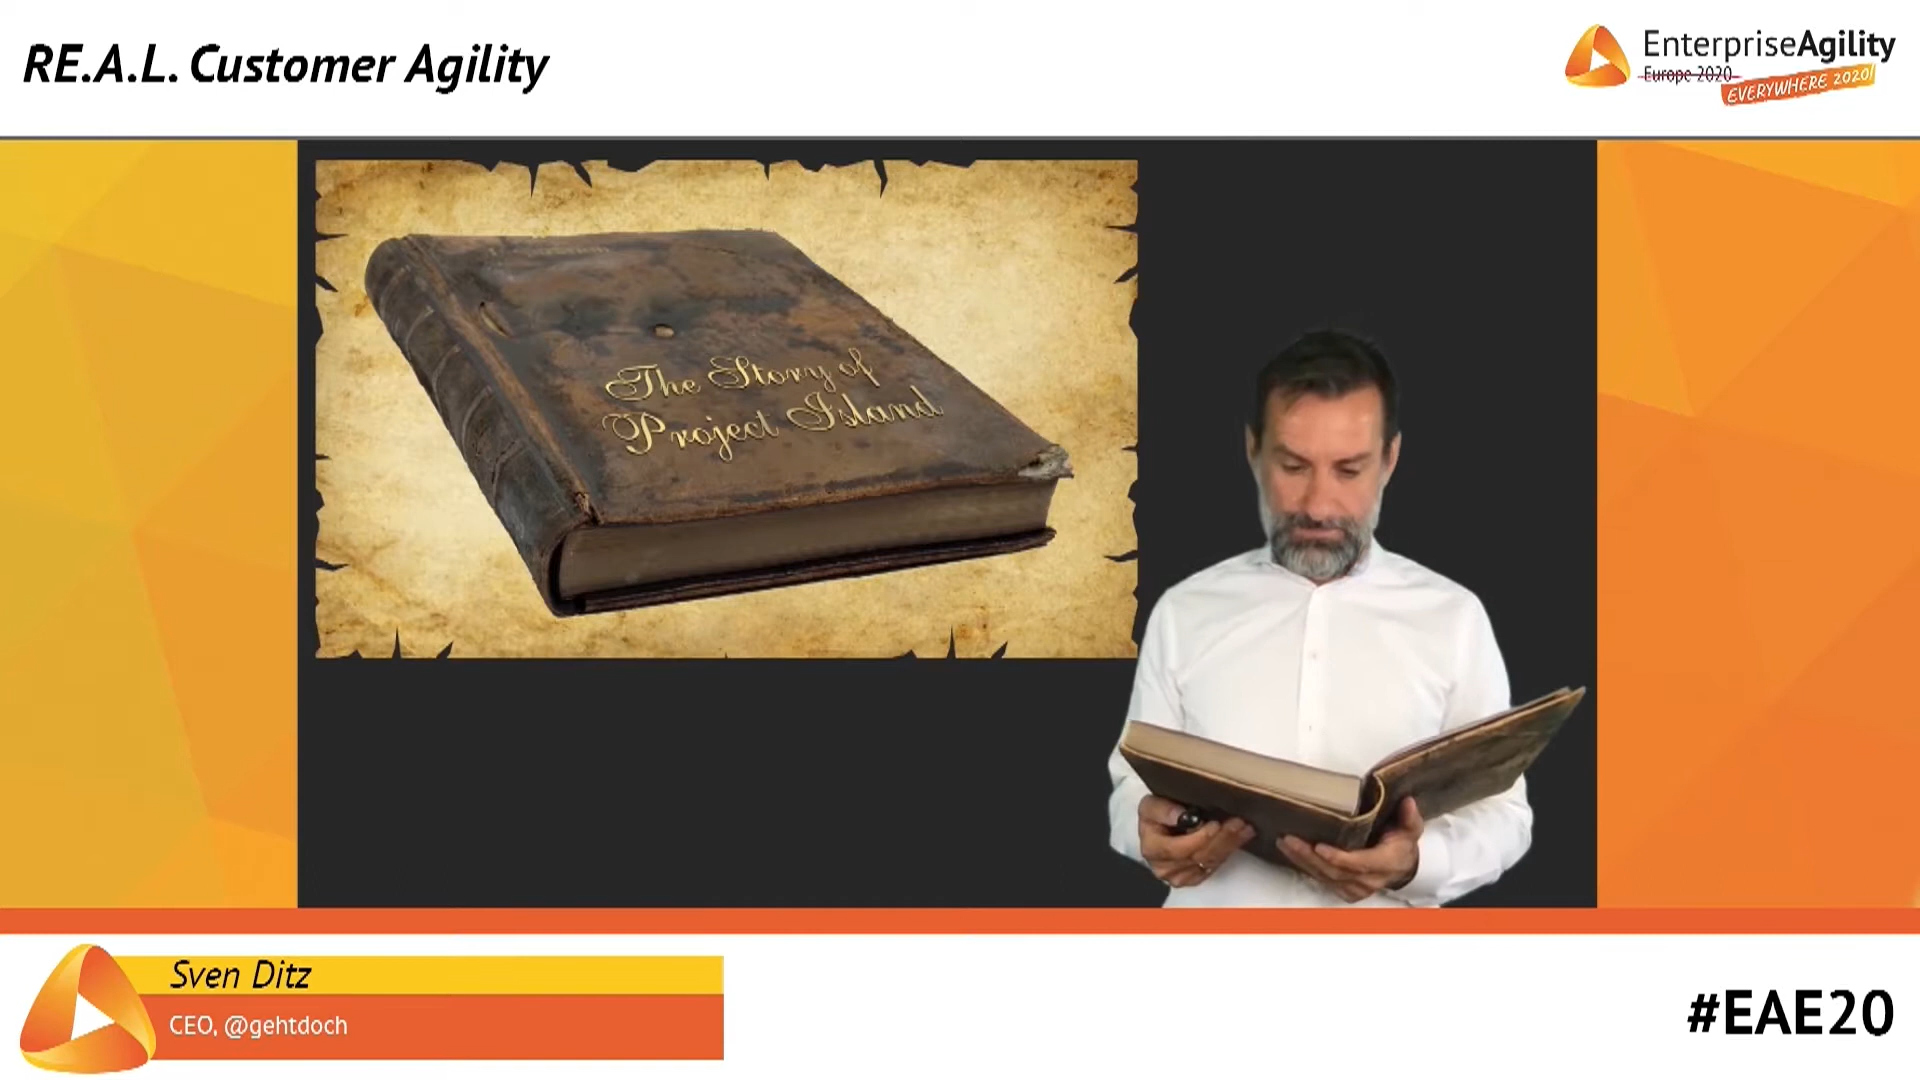 RE.A.L. Customer Agility
EnterpriseAgility
Europe 2020
EVERYWHERE 2020!
The Story of
Project Island
Sven Ditz
CEO, @gehtdoch
#EAE20